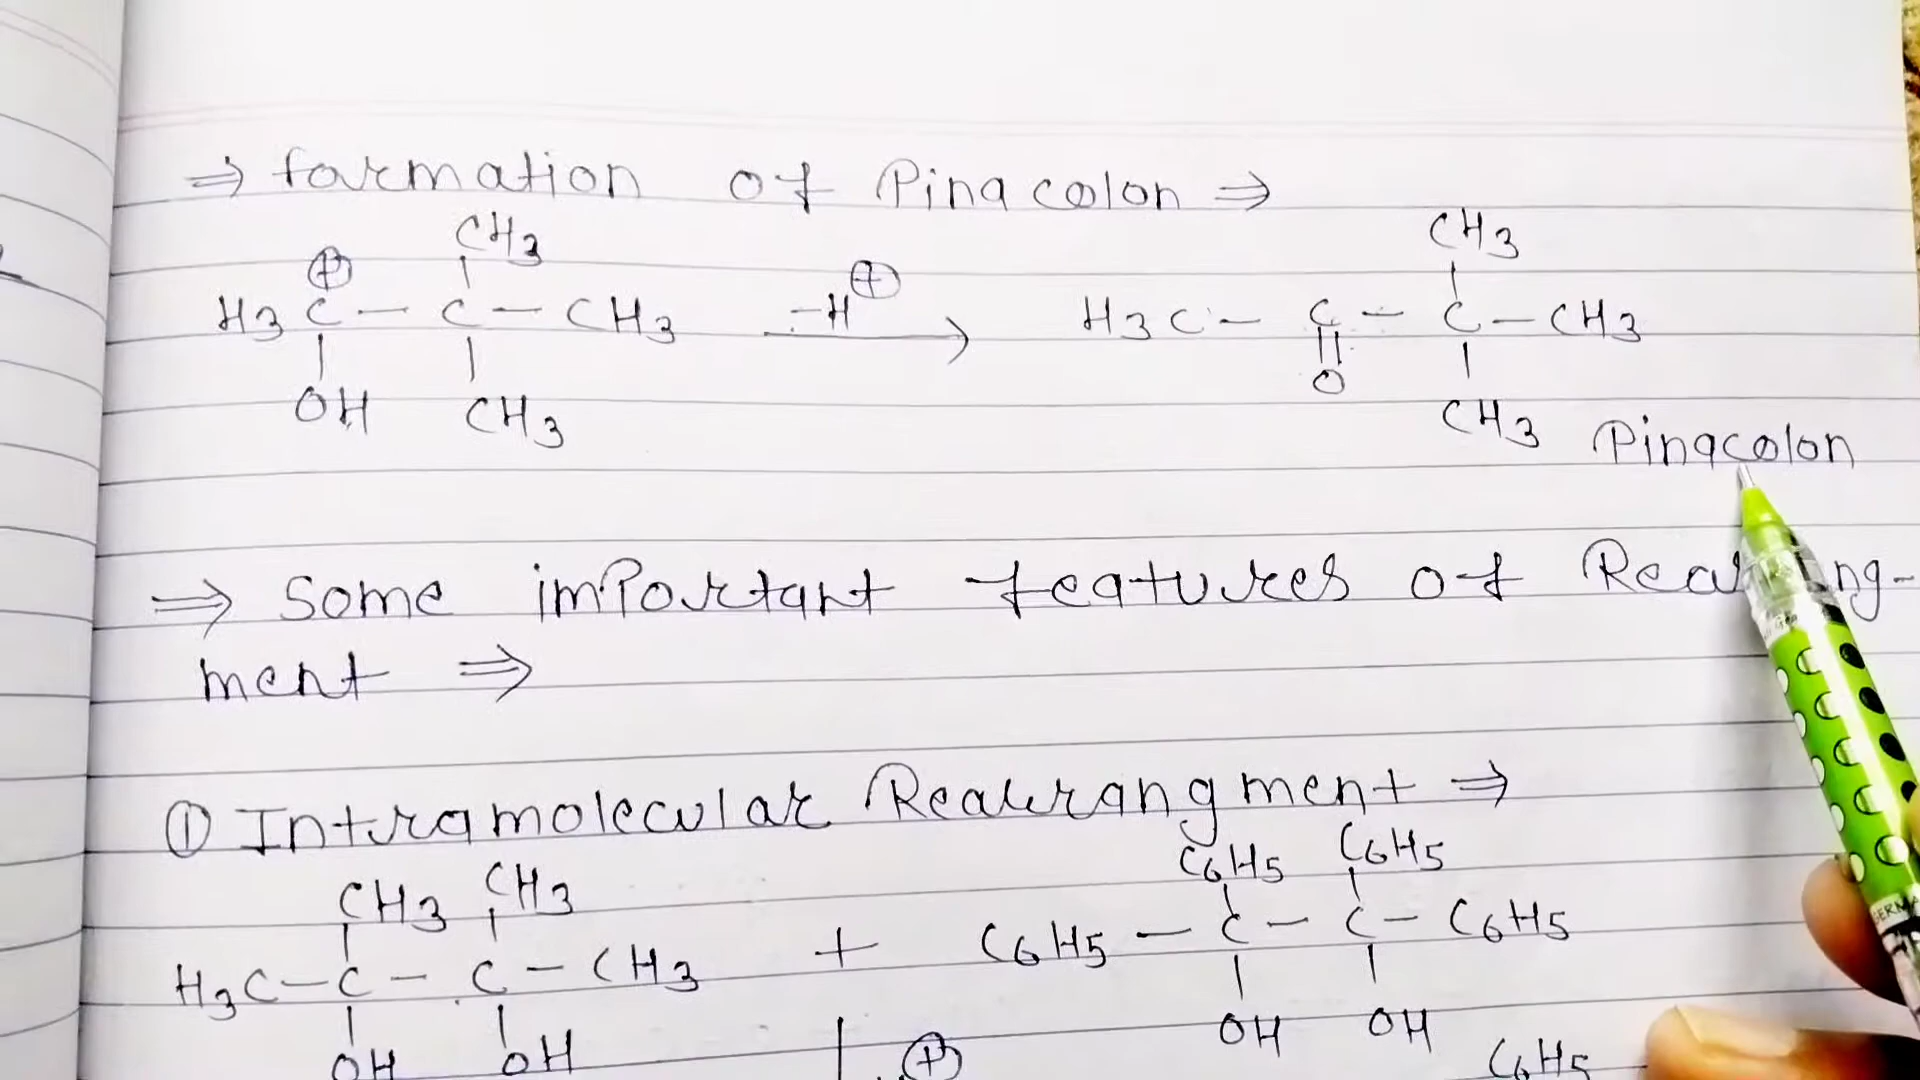 ⇒ formation of Pinacolon ⇒
CH3 CH3
⊕ ⊕
H3C — C — CH3 -H → H3C — C — C — CH3
OH CH3 O CH3 Pinacolon
⇒ Some important features of
ment ⇒
① Intramolecular Rearrangment ⇒
CH3 CH3 C6H5 C6H5
H3C — C — C — CH3 + C6H5 — C — C — C6H5
OH OH OH OH
⊕ C6H5